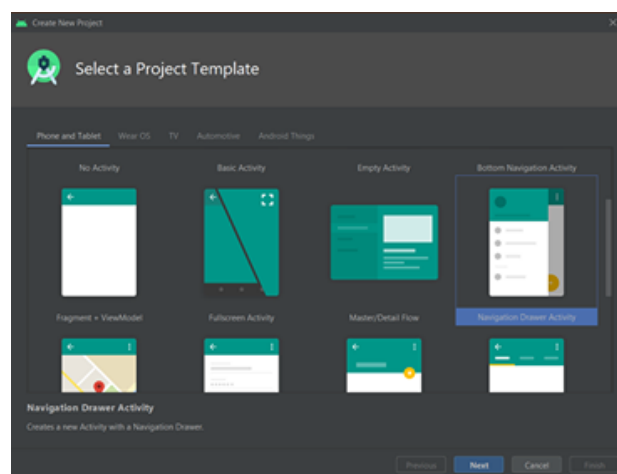 Create New Project
Select a Project Template
Phone and Tablet Wear OS TV Automotive Android Things
No Activity Basic Activity Empty Activity Bottom Navigation Activity
Fragment + ViewModel Fullscreen Activity Master/Detail Flow Navigation Drawer Activity
Navigation Drawer Activity
Creates a new Activity with a Navigation Drawer.
Previous Next Cancel Finish